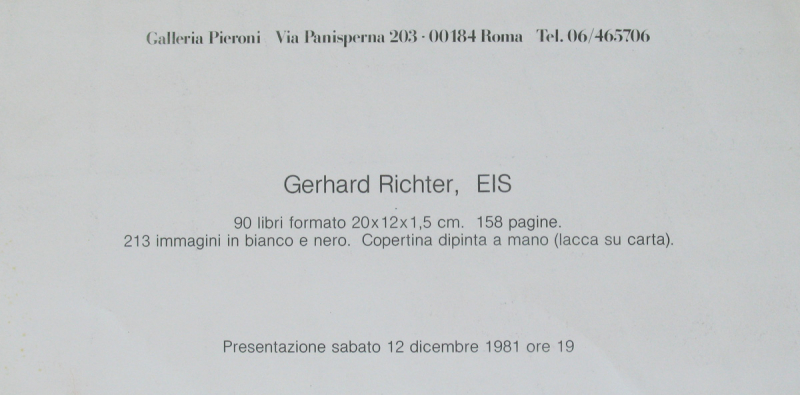 Galleria Pieroni Via Panisperna 203 · 00184 Roma Tel. 06/465706
Gerhard Richter, EIS
90 libri formato 20x12x1,5 cm. 158 pagine.
213 immagini in bianco e nero. Copertina dipinta a mano (lacca su carta).
Presentazione sabato 12 dicembre 1981 ore 19